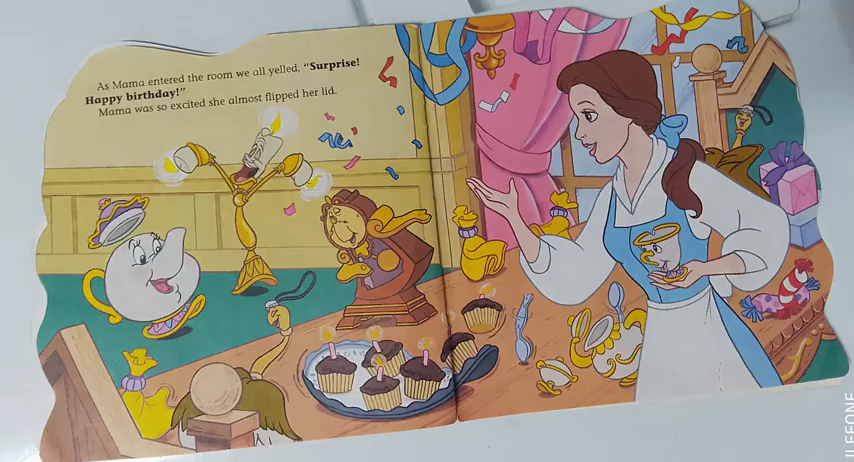 As Mama entered the room we all yelled, "Surprise!
Happy birthday!"
Mama was so excited she almost flipped her lid.